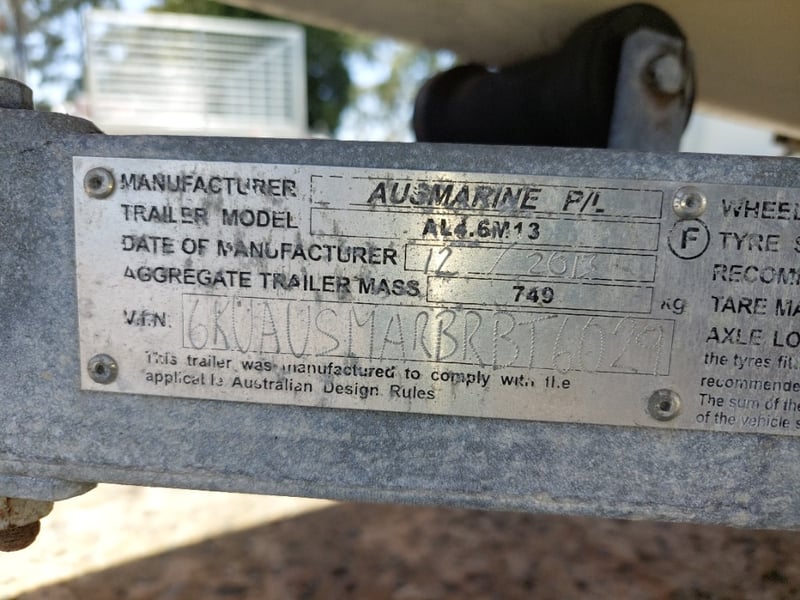 MANUFACTURER AUSMARINE P/L
TRAILER MODEL AL4.6M13
DATE OF MANUFACTURER 12 / 2013
AGGREGATE TRAILER MASS 749 kg
V.I.N.
This trailer was manufactured to comply with the
applicable Australian Design Rules
WHEEL
F TYRE S
RECOM
TARE MA
AXLE LO
the tyres fit
recommende
The sum of the
of the vehicle s